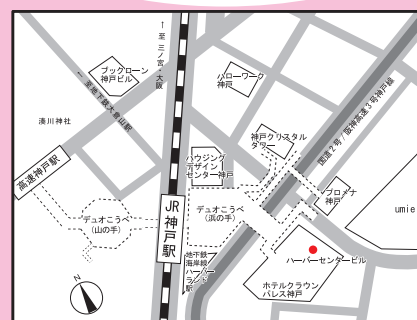 ↑至 三ノ宮・大阪
ブックローン
神戸ビル
ハローワーク
神戸
←至地下鉄大倉山駅
国道2号/阪神高速3号神戸線
湊川神社
神戸クリスタル
タワー
高速神戸駅
ハウジング
デザイン
センター神戸
プロメナ
神戸
umie
デュオこうべ
(山の手)
JR
神戸駅
デュオこうべ
(浜の手)
地下鉄
海岸線
ハーバー
ランド
駅
ハーバーセンタービル
ホテルクラウン
パレス神戸
N